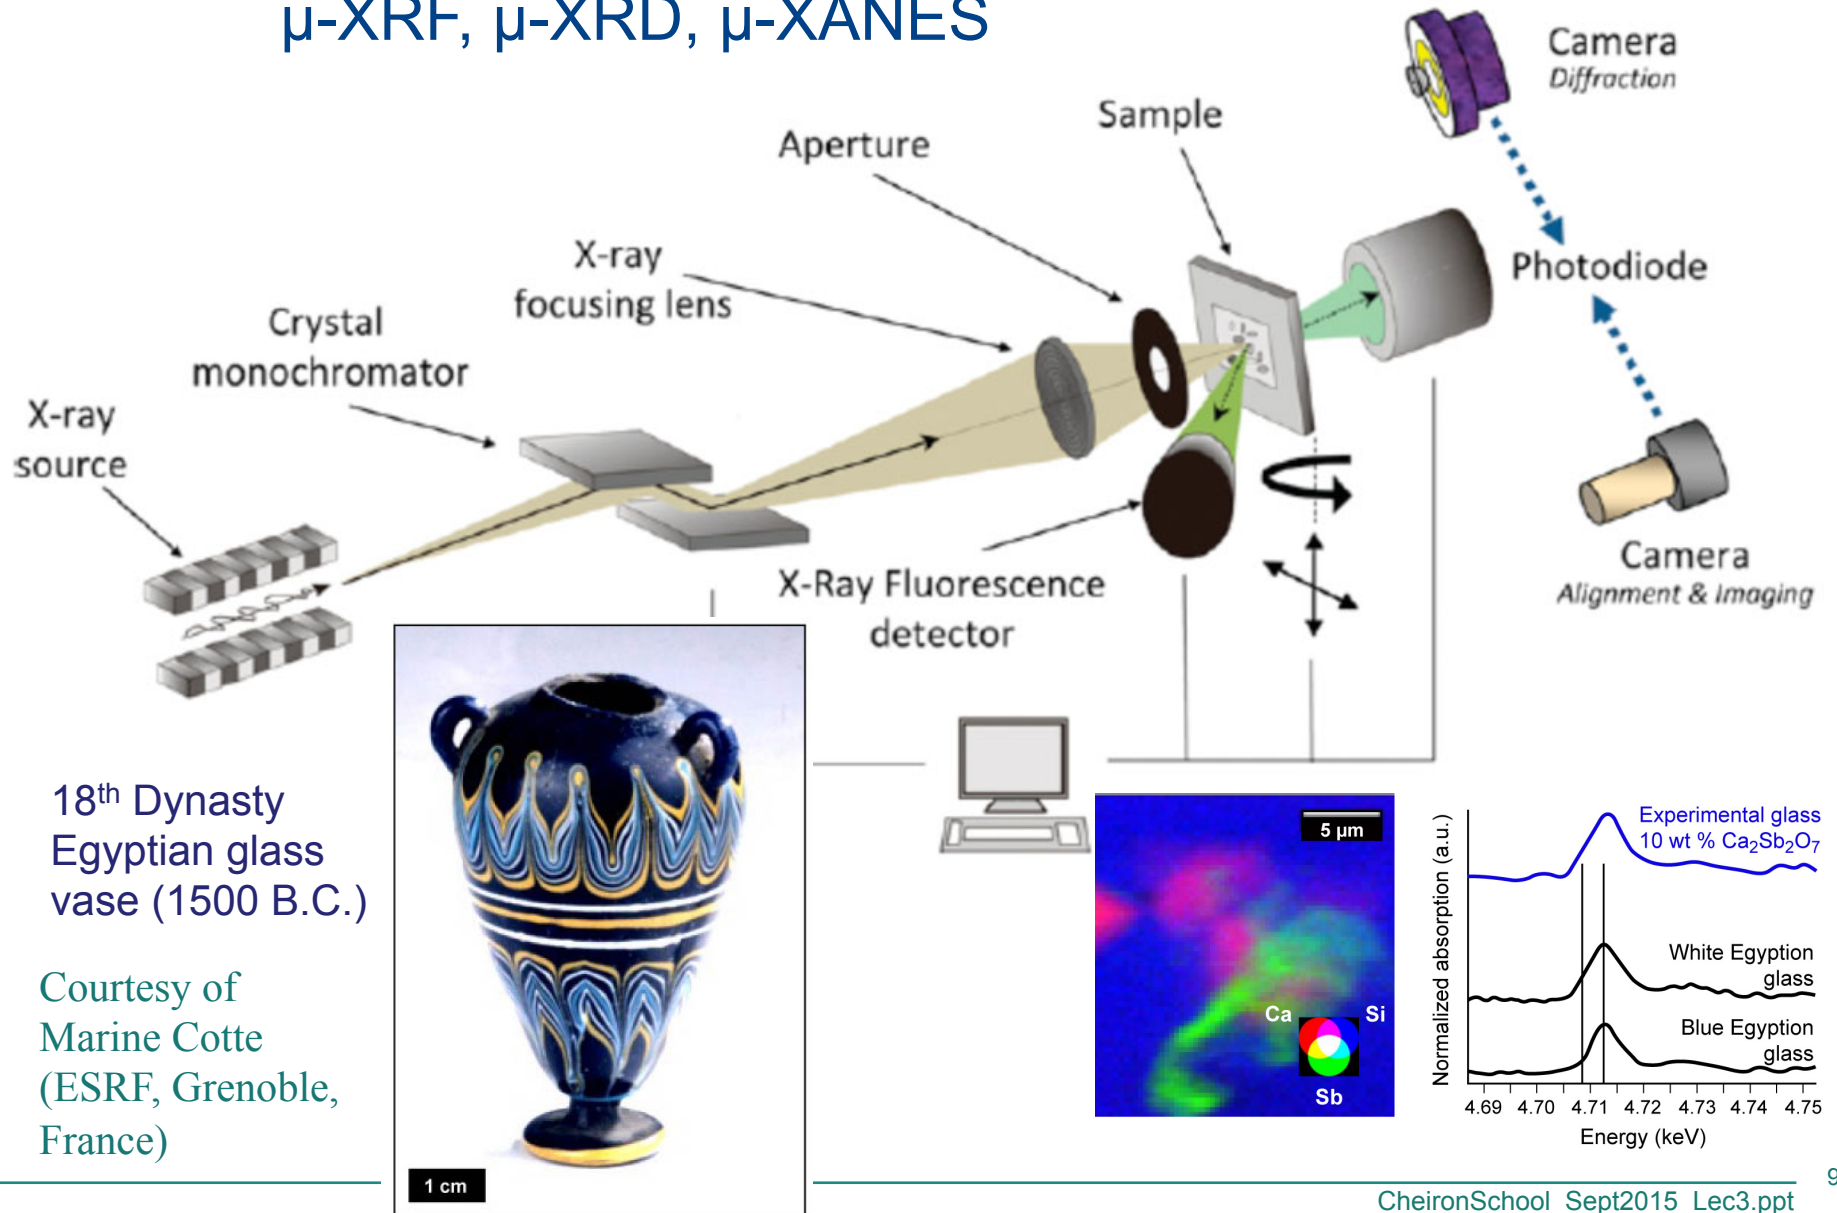 µ-XRF, µ-XRD, µ-XANES
Camera
Diffraction
Sample
Aperture
Photodiode
X-ray
focusing lens
Crystal
monochromator
X-ray
source
Camera
Alignment & Imaging
X-Ray Fluorescence
detector
18th Dynasty
Egyptian glass
vase (1500 B.C.)
Courtesy of
Marine Cotte
(ESRF, Grenoble,
France)
1 cm
5 µm
Ca
Si
Sb
Normalized absorption (a.u.)
Experimental glass
10 wt % Ca₂Sb₂O₇
White Egyption
glass
Blue Egyption
glass
4.69 4.70 4.71 4.72 4.73 4.74 4.75
Energy (keV)
9
CheironSchool_Sept2015_Lec3.ppt